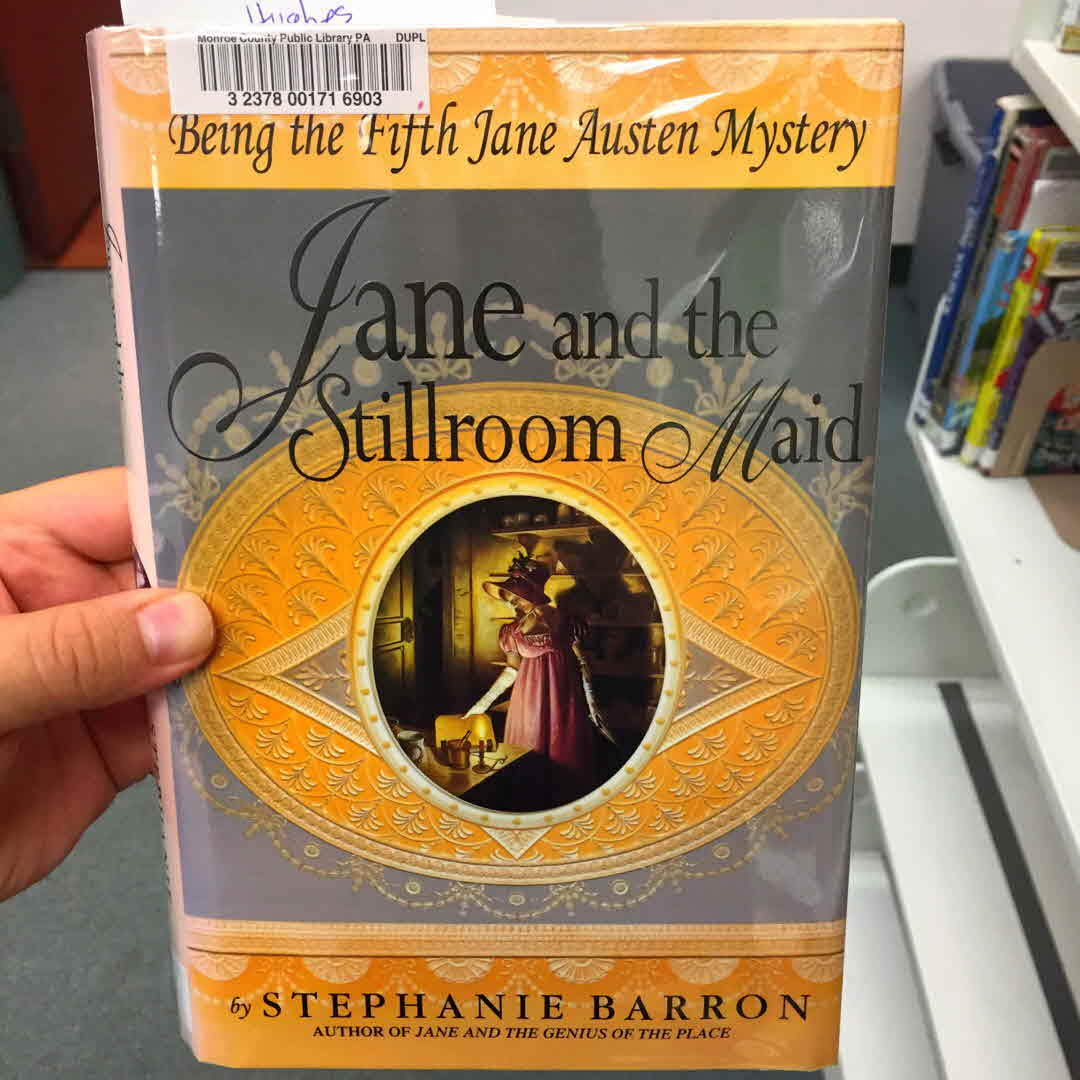 Hughes
Monroe County Public Library PA DUPL
3 2378 00171 6903
Being the Fifth Jane Austen Mystery
Jane and the
Stillroom Maid
by STEPHANIE BARRON
AUTHOR OF JANE AND THE GENIUS OF THE PLACE